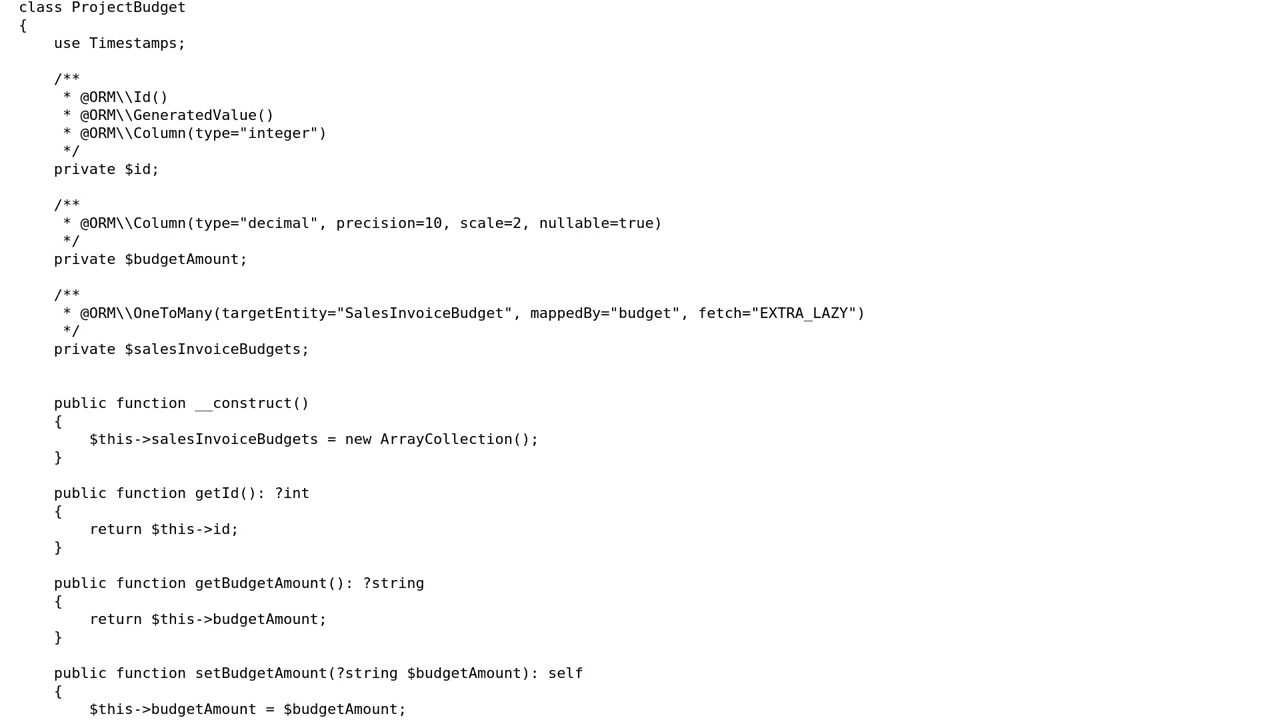 class ProjectBudget
{
    use Timestamps;

    /**
     * @ORM\\Id()
     * @ORM\\GeneratedValue()
     * @ORM\\Column(type="integer")
     */
    private $id;

    /**
     * @ORM\\Column(type="decimal", precision=10, scale=2, nullable=true)
     */
    private $budgetAmount;

    /**
     * @ORM\\OneToMany(targetEntity="SalesInvoiceBudget", mappedBy="budget", fetch="EXTRA_LAZY")
     */
    private $salesInvoiceBudgets;


    public function __construct()
    {
        $this->salesInvoiceBudgets = new ArrayCollection();
    }

    public function getId(): ?int
    {
        return $this->id;
    }

    public function getBudgetAmount(): ?string
    {
        return $this->budgetAmount;
    }

    public function setBudgetAmount(?string $budgetAmount): self
    {
        $this->budgetAmount = $budgetAmount;